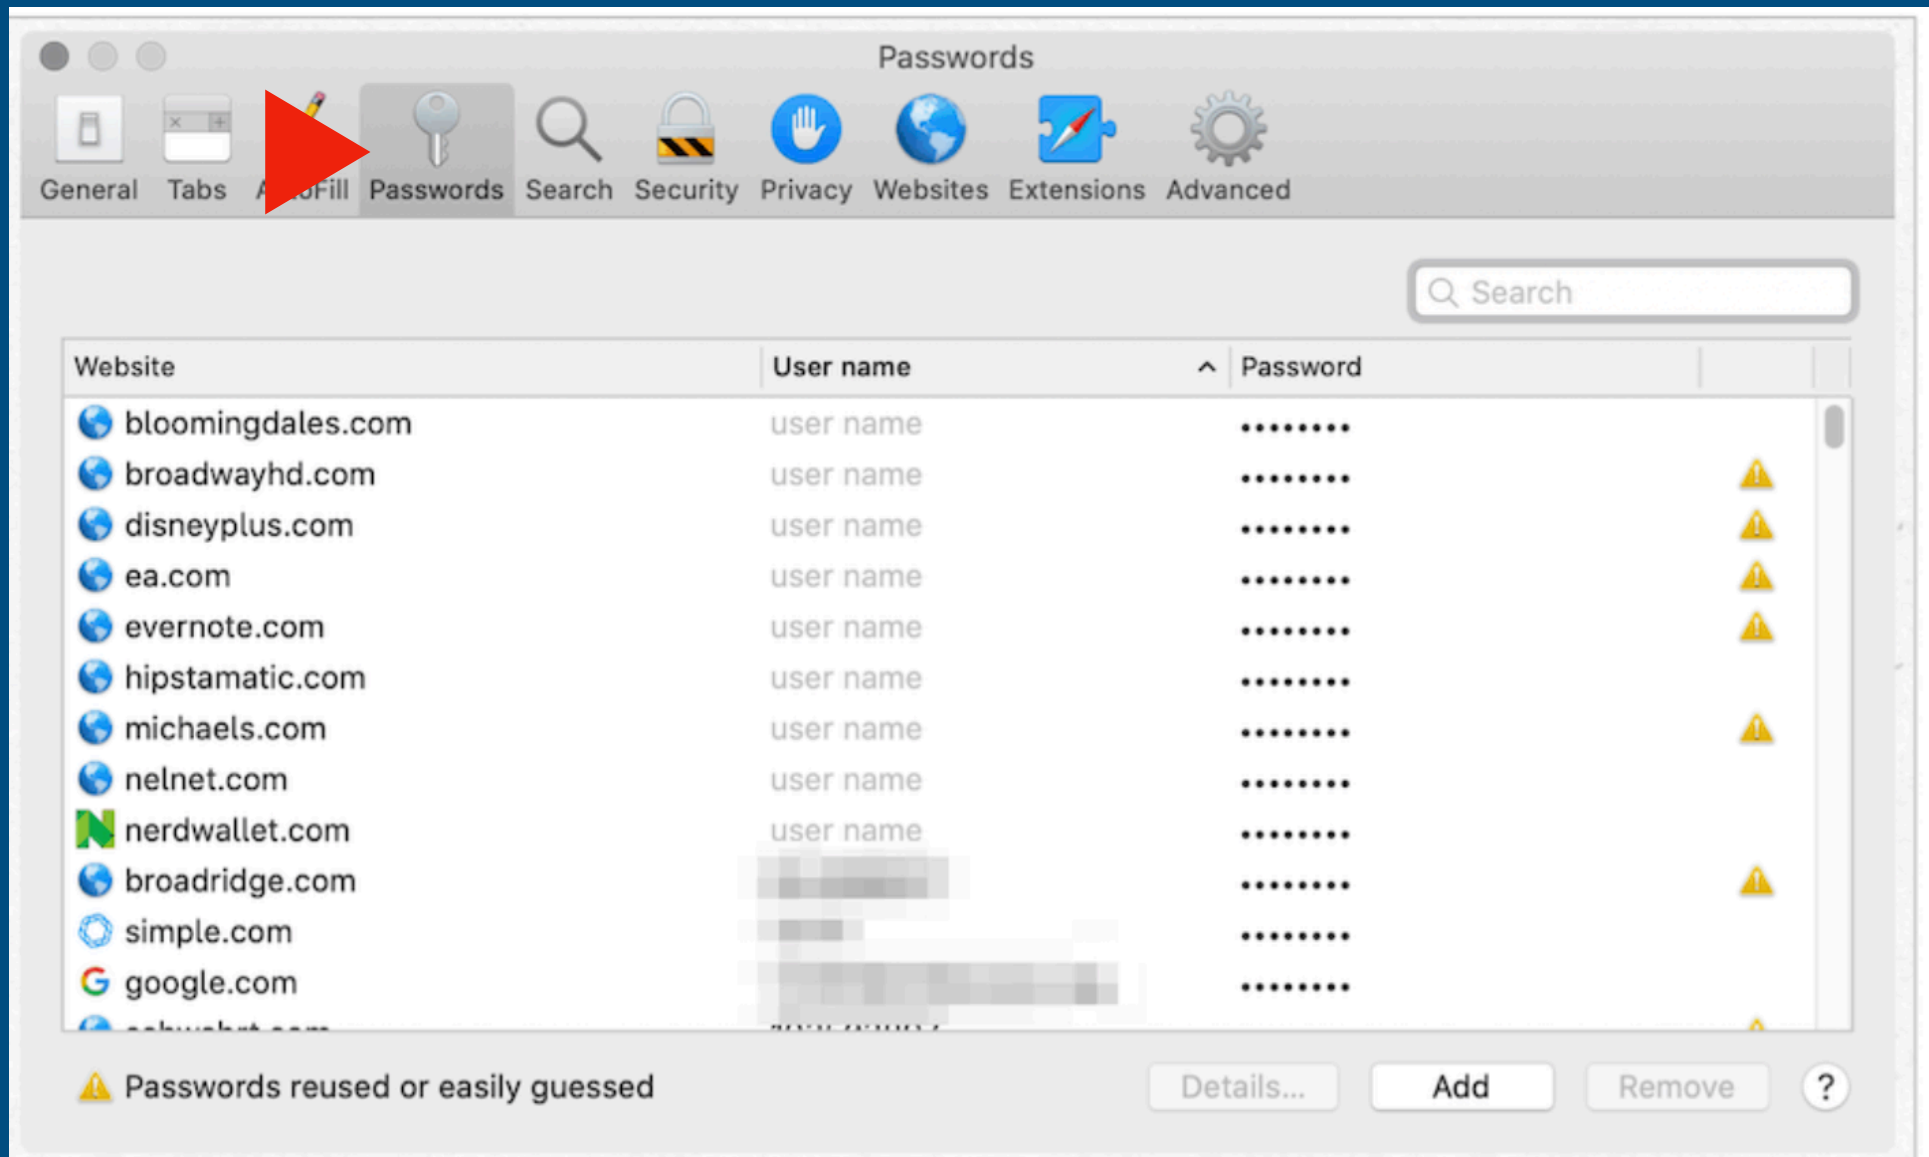 Passwords
General Tabs Passwords Search Security Privacy Websites Extensions Advanced
Search
Website User name Password
bloomingdales.com user name ••••••••
broadwayhd.com user name ••••••••
disneyplus.com user name ••••••••
ea.com user name ••••••••
evernote.com user name ••••••••
hipstamatic.com user name ••••••••
michaels.com user name ••••••••
nelnet.com user name ••••••••
nerdwallet.com user name ••••••••
broadridge.com ••••••••
simple.com ••••••••
google.com ••••••••
Passwords reused or easily guessed Details... Add Remove ?